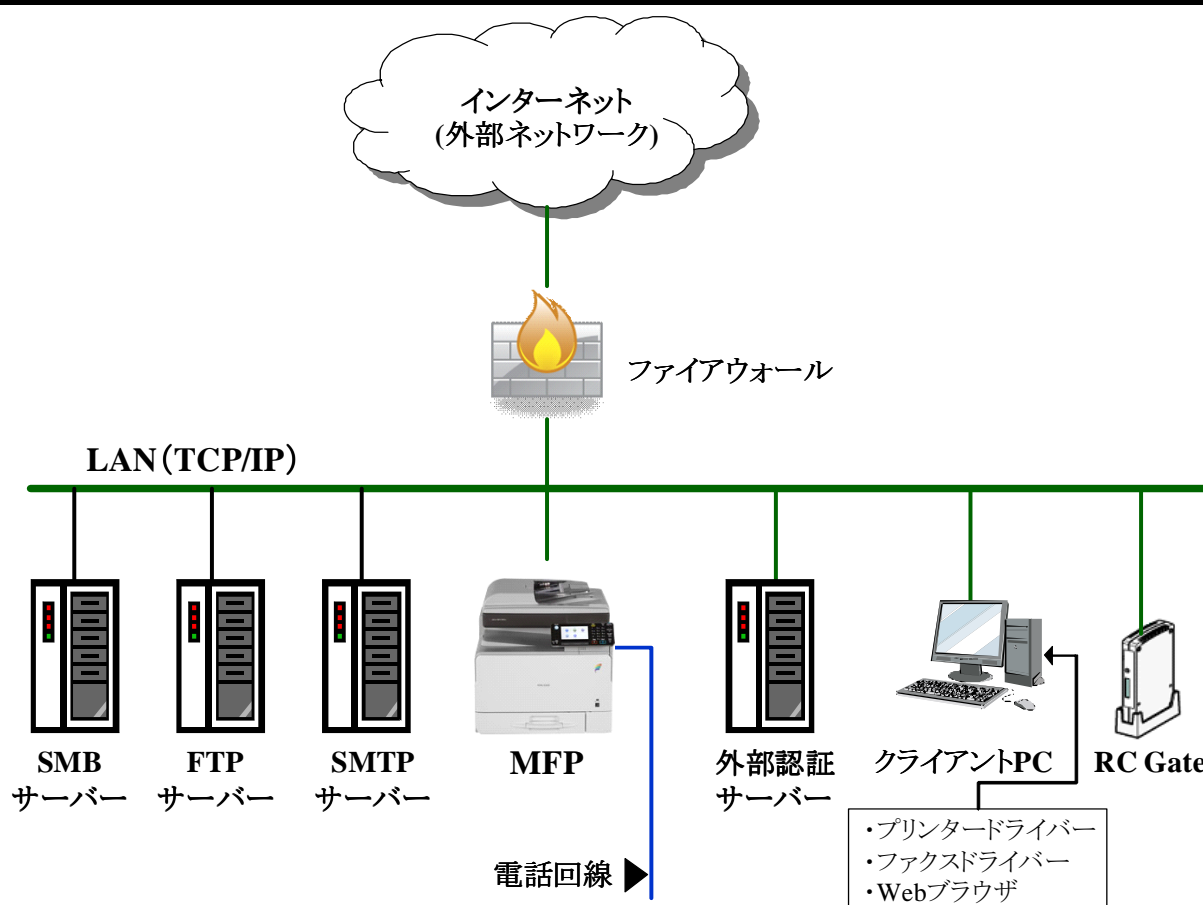 インターネット
(外部ネットワーク)
ファイアウォール
LAN（TCP/IP）
SMB
サーバー
FTP
サーバー
SMTP
サーバー
MFP
外部認証
サーバー
クライアントPC
RC Gate
・プリンタードライバー
・ファクスドライバー
・Webブラウザ
電話回線